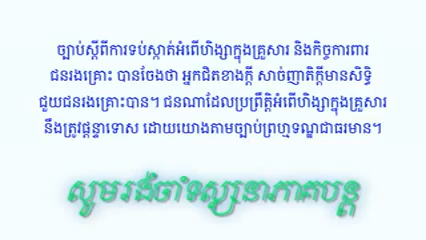 ច្បាប់ស្ដីពីការទប់ស្កាត់អំពើហិង្សាក្នុងគ្រួសារ និងកិច្ចការពារ
ជនរងគ្រោះ បានចែងថា អ្នកជិតខាងក្ដី សាច់ញាតិក្ដីមានសិទ្ធិ
ជួយជនរងគ្រោះបាន។ ជនណាដែលប្រព្រឹត្តិអំពើហិង្សាក្នុងគ្រួសារ
នឹងត្រូវផ្ដន្ទាទោស ដោយយោងតាមច្បាប់ព្រហ្មទណ្ឌជាធរមាន។
សូមរង់ចាំទស្សនាភាគបន្ត